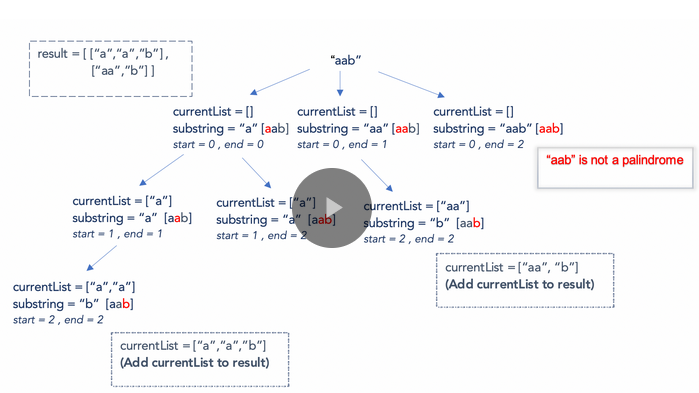 result = [ ["a","a","b"] ,
["aa","b"] ]
"aab"
currentList = []
substring = "a" [aab]
start = 0 , end = 0
currentList = []
substring = "aa" [aab]
start = 0 , end = 1
currentList = []
substring = "aab" [aab]
start = 0 , end = 2
"aab" is not a palindrome
currentList = ["a"]
substring = "a" [aab]
start = 1 , end = 1
currentList = ["a"]
substring = "a" [aab]
start = 1 , end = 2
currentList = ["aa"]
substring = "b" [aab]
start = 2 , end = 2
currentList = ["aa", "b"]
(Add currentList to result)
currentList = ["a","a"]
substring = "b" [aab]
start = 2 , end = 2
currentList = ["a","a","b"]
(Add currentList to result)